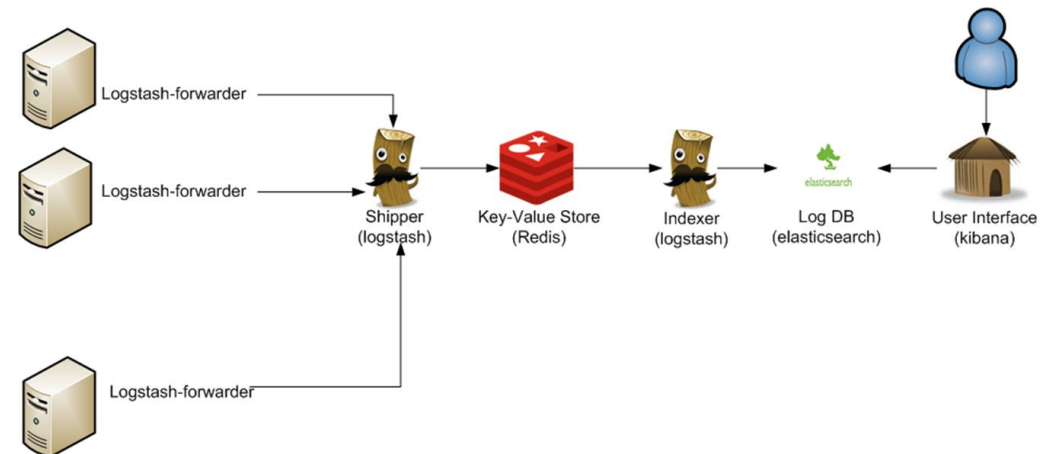 Logstash-forwarder
Logstash-forwarder
Logstash-forwarder
Shipper
(logstash)
Key-Value Store
(Redis)
Indexer
(logstash)
elasticsearch
Log DB
(elasticsearch)
User Interface
(kibana)